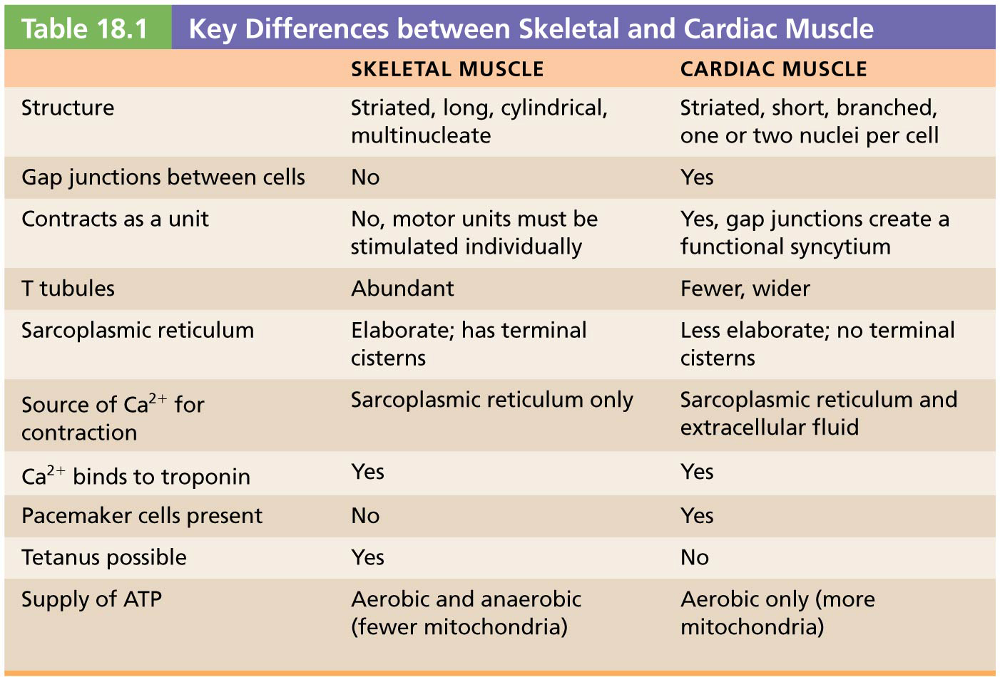 Table 18.1 Key Differences between Skeletal and Cardiac Muscle
SKELETAL MUSCLE CARDIAC MUSCLE
Structure Striated, long, cylindrical, Striated, short, branched,
multinucleate one or two nuclei per cell
Gap junctions between cells No Yes
Contracts as a unit No, motor units must be Yes, gap junctions create a
stimulated individually functional syncytium
T tubules Abundant Fewer, wider
Sarcoplasmic reticulum Elaborate; has terminal Less elaborate; no terminal
cisterns cisterns
Source of Ca²⁺ for Sarcoplasmic reticulum only Sarcoplasmic reticulum and
contraction extracellular fluid
Ca²⁺ binds to troponin Yes Yes
Pacemaker cells present No Yes
Tetanus possible Yes No
Supply of ATP Aerobic and anaerobic Aerobic only (more
(fewer mitochondria) mitochondria)